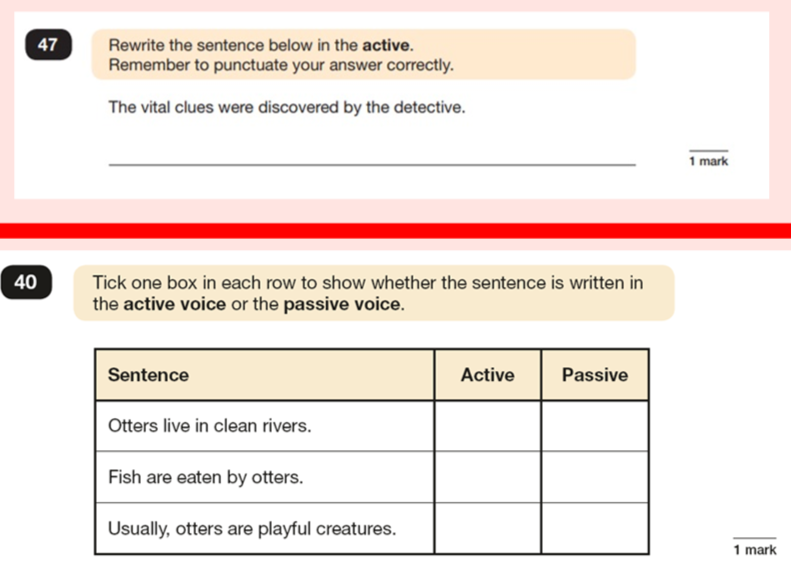 47
Rewrite the sentence below in the active.
Remember to punctuate your answer correctly.
The vital clues were discovered by the detective.
1 mark
40
Tick one box in each row to show whether the sentence is written in
the active voice or the passive voice.
Sentence Active Passive
Otters live in clean rivers.
Fish are eaten by otters.
Usually, otters are playful creatures.
1 mark